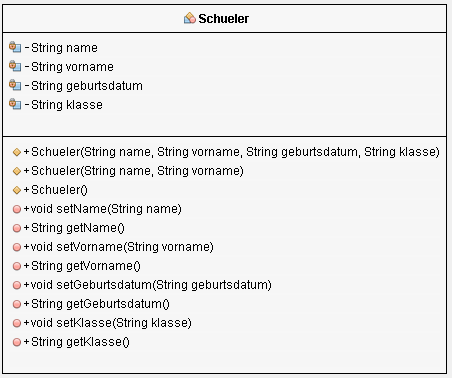 Schueler
- String name
- String vorname
- String geburtsdatum
- String klasse
+ Schueler(String name, String vorname, String geburtsdatum, String klasse)
+ Schueler(String name, String vorname)
+ Schueler()
+ void setName(String name)
+ String getName()
+ void setVorname(String vorname)
+ String getVorname()
+ void setGeburtsdatum(String geburtsdatum)
+ String getGeburtsdatum()
+ void setKlasse(String klasse)
+ String getKlasse()